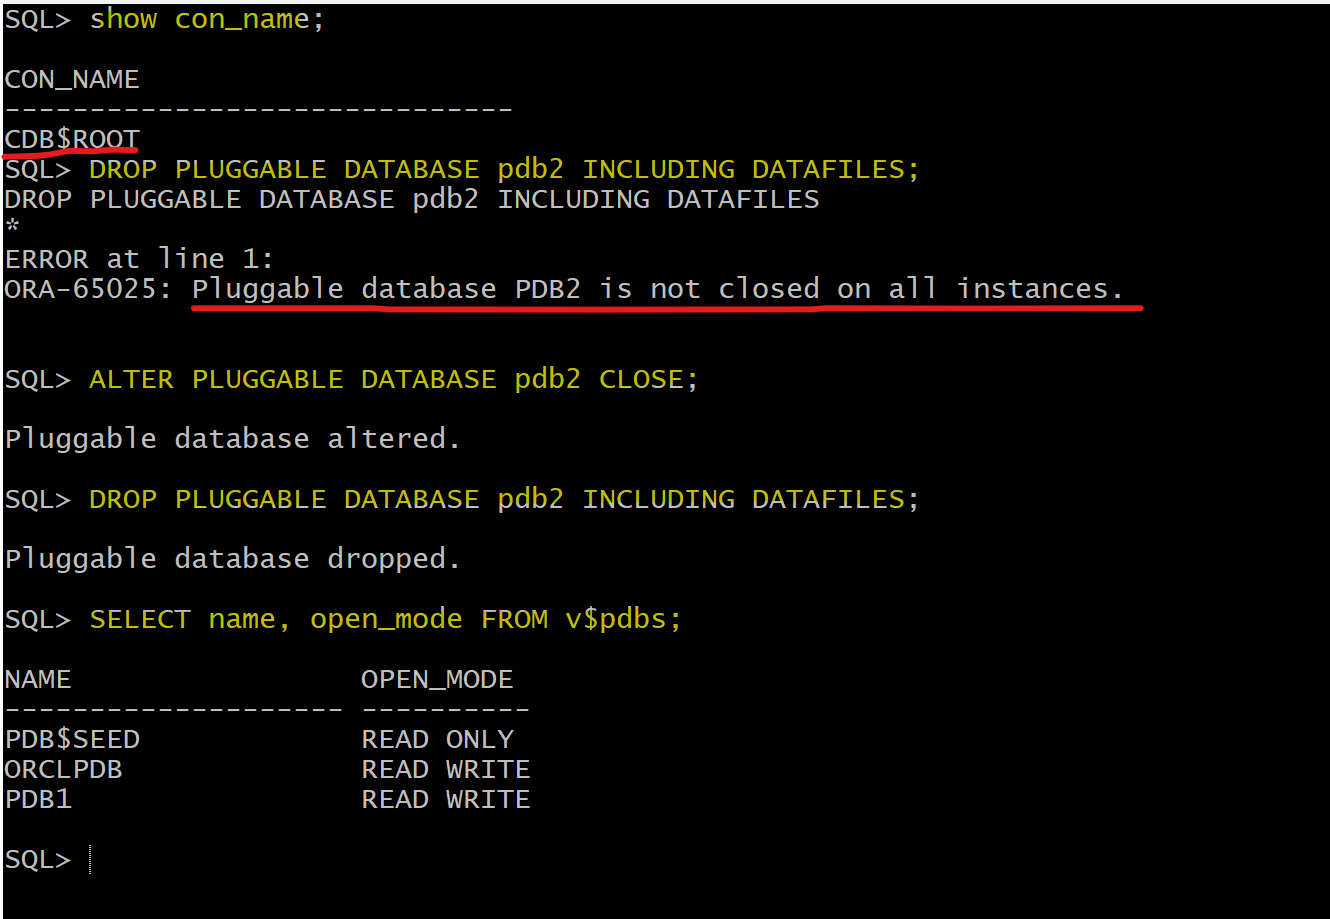 SQL> show con_name;
CON_NAME
------------------------------
CDB$ROOT
SQL> DROP PLUGGABLE DATABASE pdb2 INCLUDING DATAFILES;
DROP PLUGGABLE DATABASE pdb2 INCLUDING DATAFILES
*
ERROR at line 1:
ORA-65025: Pluggable database PDB2 is not closed on all instances.
SQL> ALTER PLUGGABLE DATABASE pdb2 CLOSE;
Pluggable database altered.
SQL> DROP PLUGGABLE DATABASE pdb2 INCLUDING DATAFILES;
Pluggable database dropped.
SQL> SELECT name, open_mode FROM v$pdbs;
NAME                 OPEN_MODE
-------------------- ----------
PDB$SEED             READ ONLY
ORCLPDB              READ WRITE
PDB1                 READ WRITE
SQL>